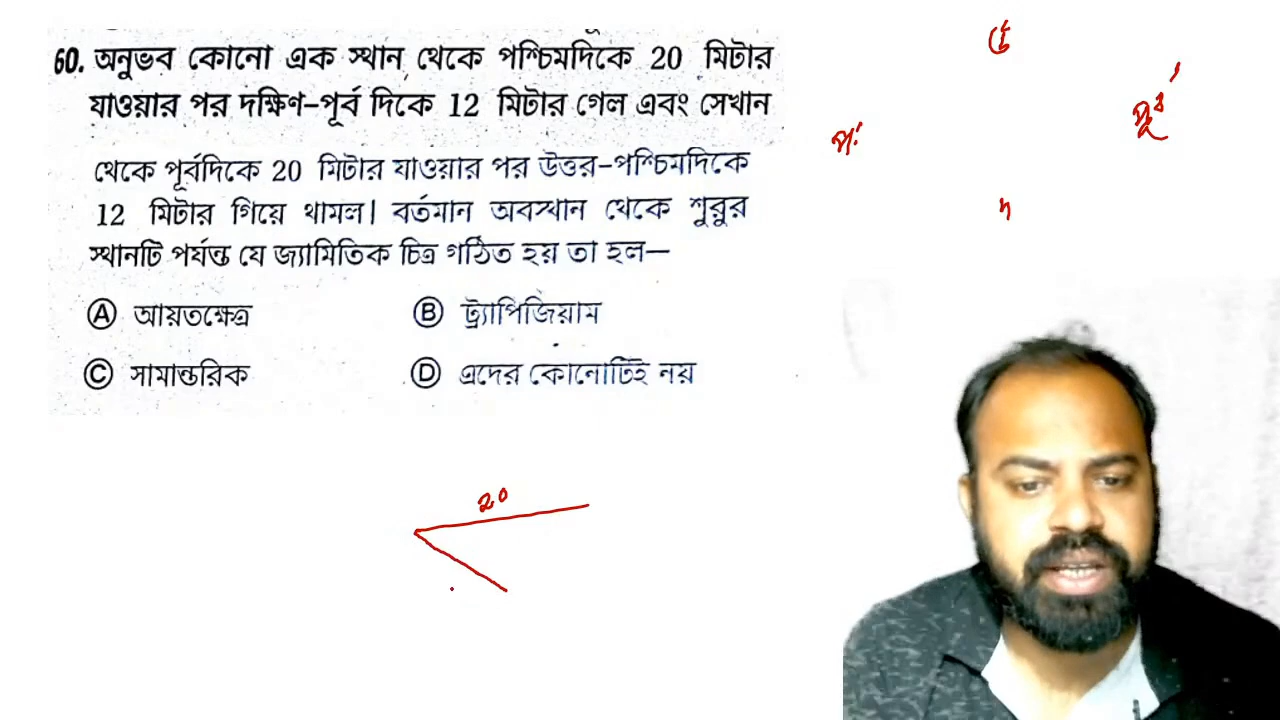 60. অনুভব কোনো এক স্থান থেকে পশ্চিমদিকে 20 মিটার
যাওয়ার পর দক্ষিণ-পূর্ব দিকে 12 মিটার গেল এবং সেখান
থেকে পূর্বদিকে 20 মিটার যাওয়ার পর উত্তর-পশ্চিমদিকে
12 মিটার গিয়ে থামল। বর্তমান অবস্থান থেকে শুরুর
স্থানটি পর্যন্ত যে জ্যামিতিক চিত্র গঠিত হয় তা হল—
Ⓐ আয়তক্ষেত্র Ⓑ ট্র্যাপিজিয়াম
Ⓒ সামান্তরিক Ⓓ এদের কোনোটিই নয়
উ
প:
পূর্ব
দ
২০